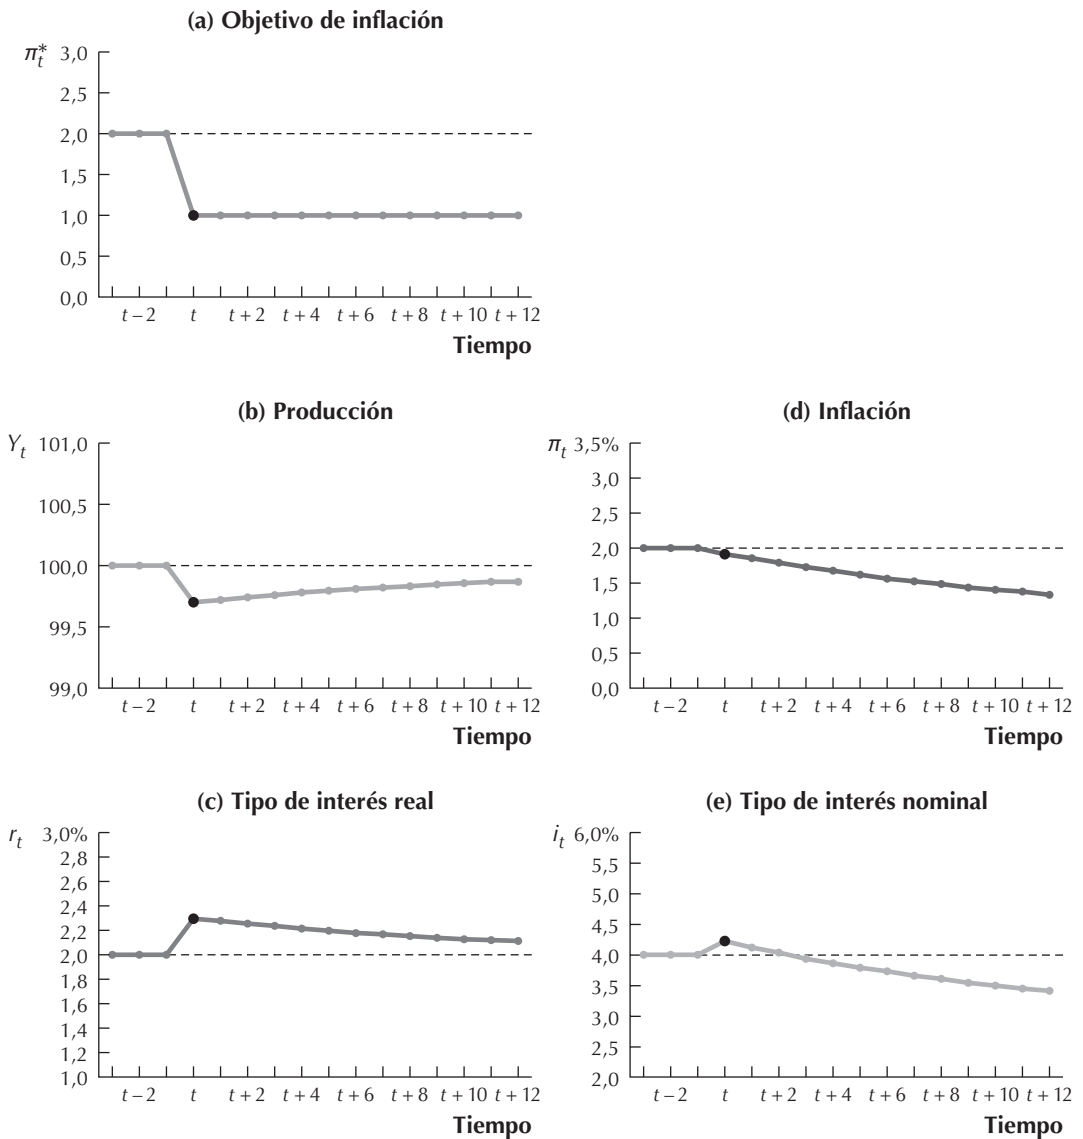 (a) Objetivo de inflación
π*t 3,0
2,5
2,0
1,5
1,0
0,5
0,0
t – 2 t t + 2 t + 4 t + 6 t + 8 t + 10 t + 12
Tiempo
(b) Producción
Yt 101,0
100,5
100,0
99,5
99,0
t – 2 t t + 2 t + 4 t + 6 t + 8 t + 10 t + 12
Tiempo
(d) Inflación
πt 3,5%
3,0
2,5
2,0
1,5
1,0
0,5
0,0
t – 2 t t + 2 t + 4 t + 6 t + 8 t + 10 t + 12
Tiempo
(c) Tipo de interés real
rt 3,0%
2,8
2,6
2,4
2,2
2,0
1,8
1,6
1,4
1,2
1,0
t – 2 t t + 2 t + 4 t + 6 t + 8 t + 10 t + 12
Tiempo
(e) Tipo de interés nominal
it 6,0%
5,5
5,0
4,5
4,0
3,5
3,0
2,5
2,0
t – 2 t t + 2 t + 4 t + 6 t + 8 t + 10 t + 12
Tiempo